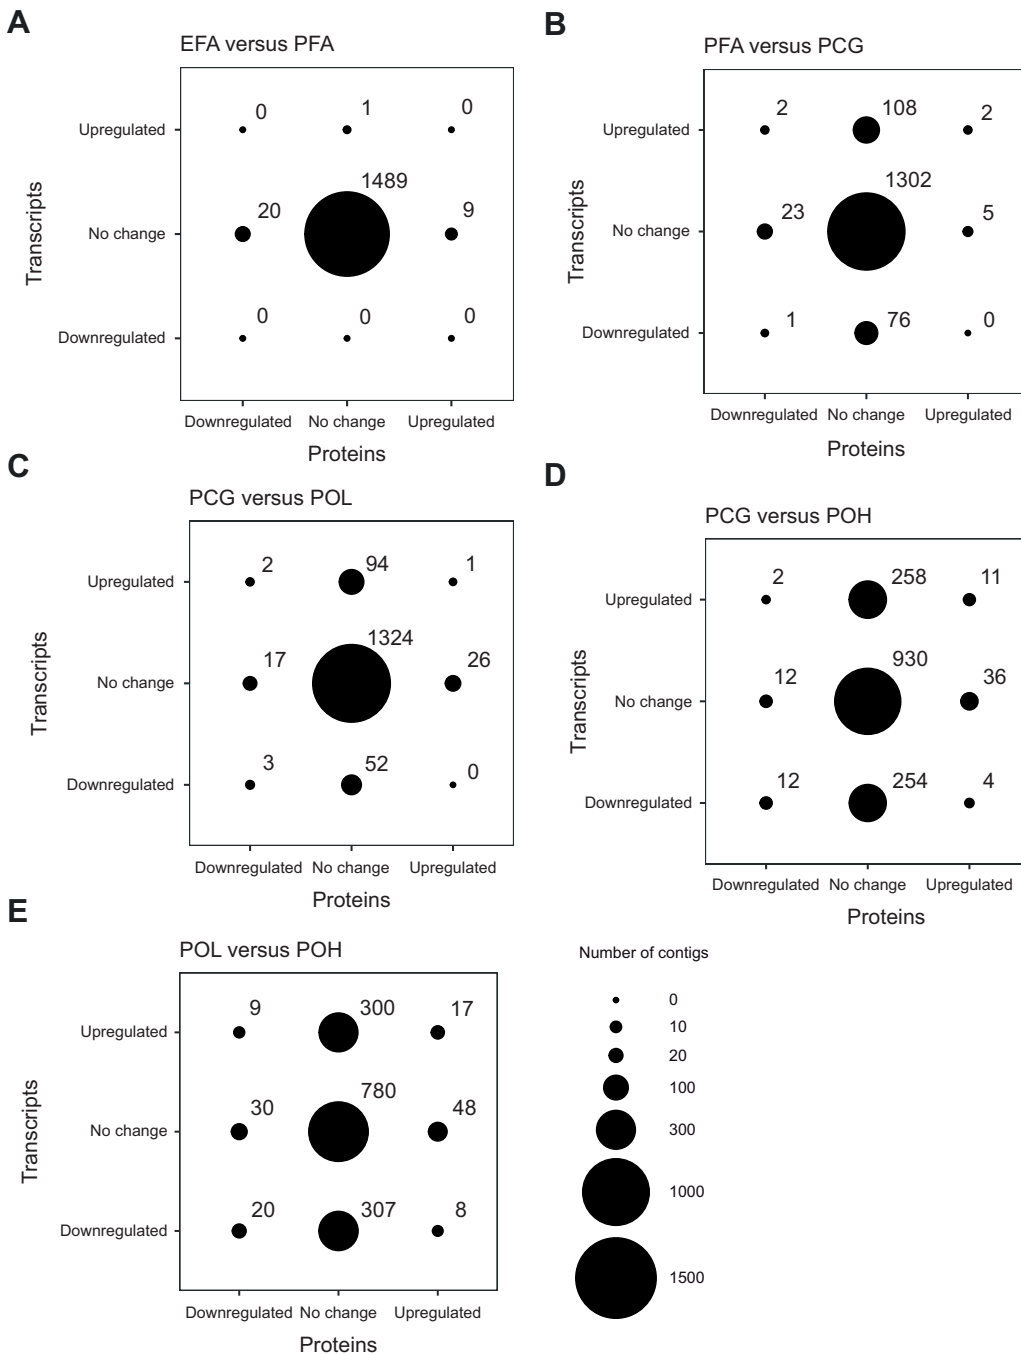 A
EFA versus PFA
Transcripts
Upregulated
No change
Downregulated
0
1
0
20
1489
9
0
0
0
Downregulated
No change
Upregulated
Proteins
B
PFA versus PCG
Transcripts
Upregulated
No change
Downregulated
2
108
2
23
1302
5
1
76
0
Downregulated
No change
Upregulated
Proteins
C
PCG versus POL
Transcripts
Upregulated
No change
Downregulated
2
94
1
17
1324
26
3
52
0
Downregulated
No change
Upregulated
Proteins
D
PCG versus POH
Transcripts
Upregulated
No change
Downregulated
2
258
11
12
930
36
12
254
4
Downregulated
No change
Upregulated
Proteins
E
POL versus POH
Transcripts
Upregulated
No change
Downregulated
9
300
17
30
780
48
20
307
8
Downregulated
No change
Upregulated
Proteins
Number of contigs
0
10
20
100
300
1000
1500